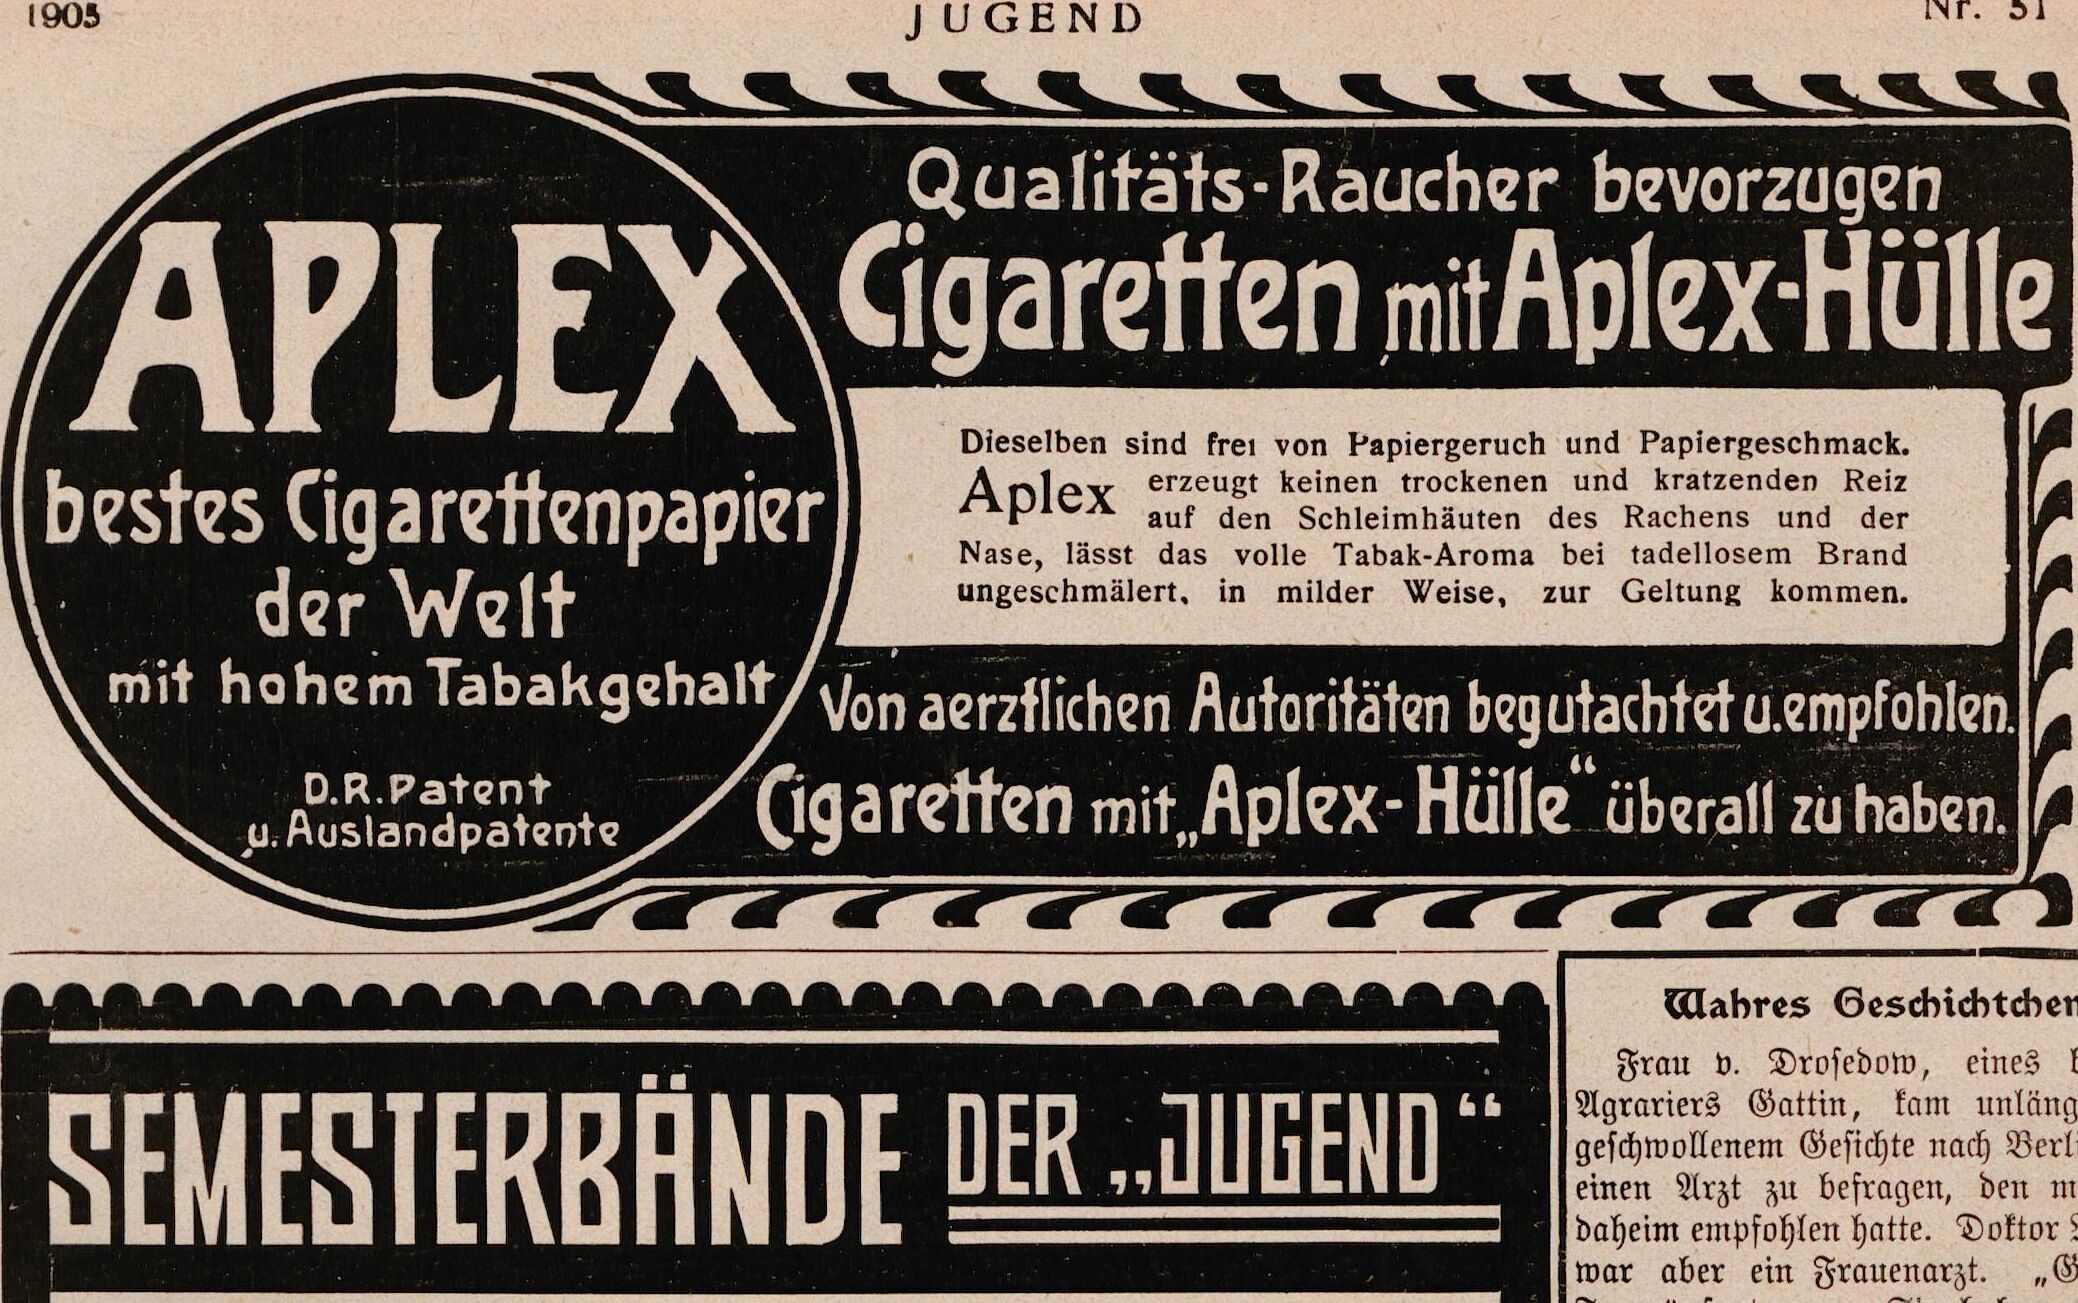 1905
JUGEND
Nr. 51
APLEX
bestes Cigarettenpapier
der Welt
mit hohem Tabakgehalt
D.R.Patent
u. Auslandpatente
Qualitäts-Raucher bevorzugen
Cigaretten mit Aplex-Hülle
Dieselben sind frei von Papiergeruch und Papiergeschmack.
Aplex erzeugt keinen trockenen und kratzenden Reiz
auf den Schleimhäuten des Rachens und der
Nase, lässt das volle Tabak-Aroma bei tadellosem Brand
ungeschmälert, in milder Weise, zur Geltung kommen.
Von aerztlichen Autoritäten begutachtet u. empfohlen.
Cigaretten mit „Aplex-Hülle“ überall zu haben.
SEMESTERBÄNDE DER „JUGEND“
Wahres Geschichtchen
Frau v. Droſedow, eines
Agrariers Gattin, kam unläng
geſchwollenem Geſichte nach Berli
einen Arzt zu befragen, den m
daheim empfohlen hatte. Doktor
war aber ein Frauenarzt. „G